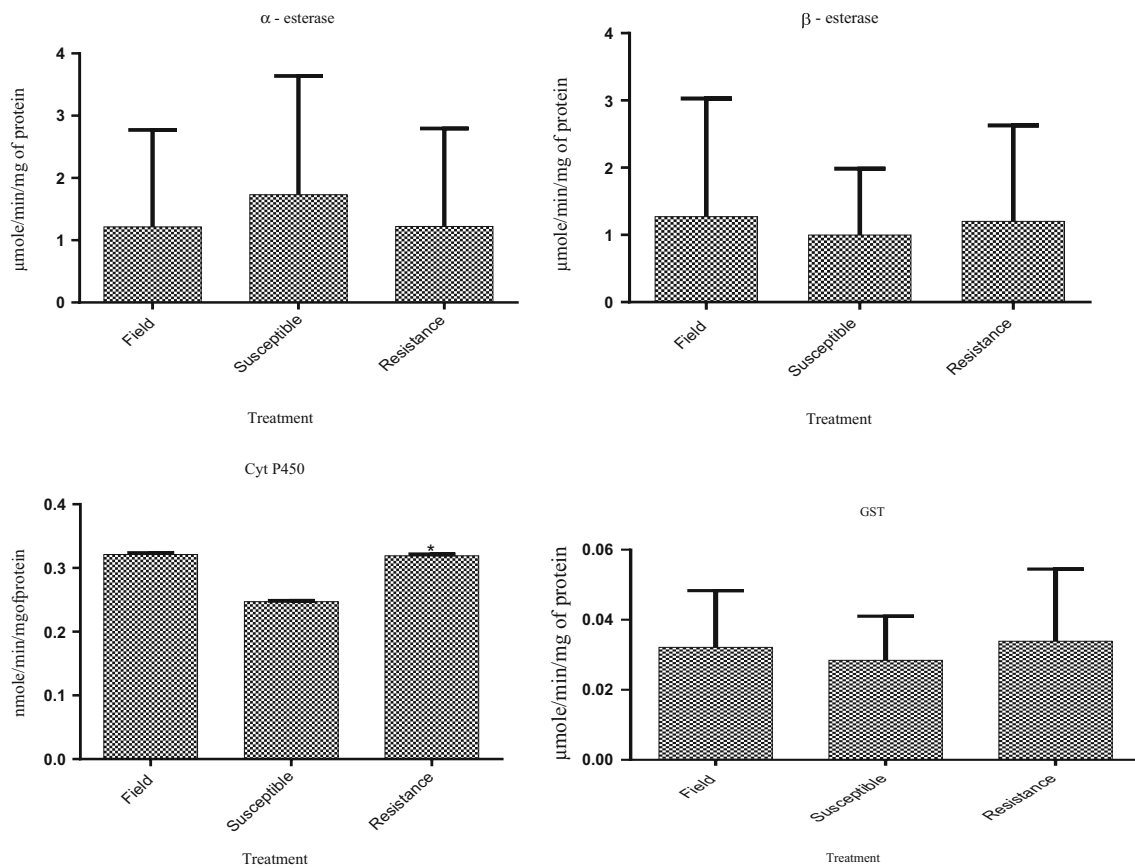 α - esterase
µmole/min/mg of protein
4
3
2
1
0
Field
Susceptible
Resistance
Treatment
β - esterase
µmole/min/mg of protein
4
3
2
1
0
Field
Susceptible
Resistance
Treatment
Cyt P450
nmole/min/mgofprotein
0.4
0.3
0.2
0.1
0.0
*
Field
Susceptible
Resistance
Treatment
GST
µmole/min/mg of protein
0.06
0.04
0.02
0.00
Field
Susceptible
Resistance
Treatment